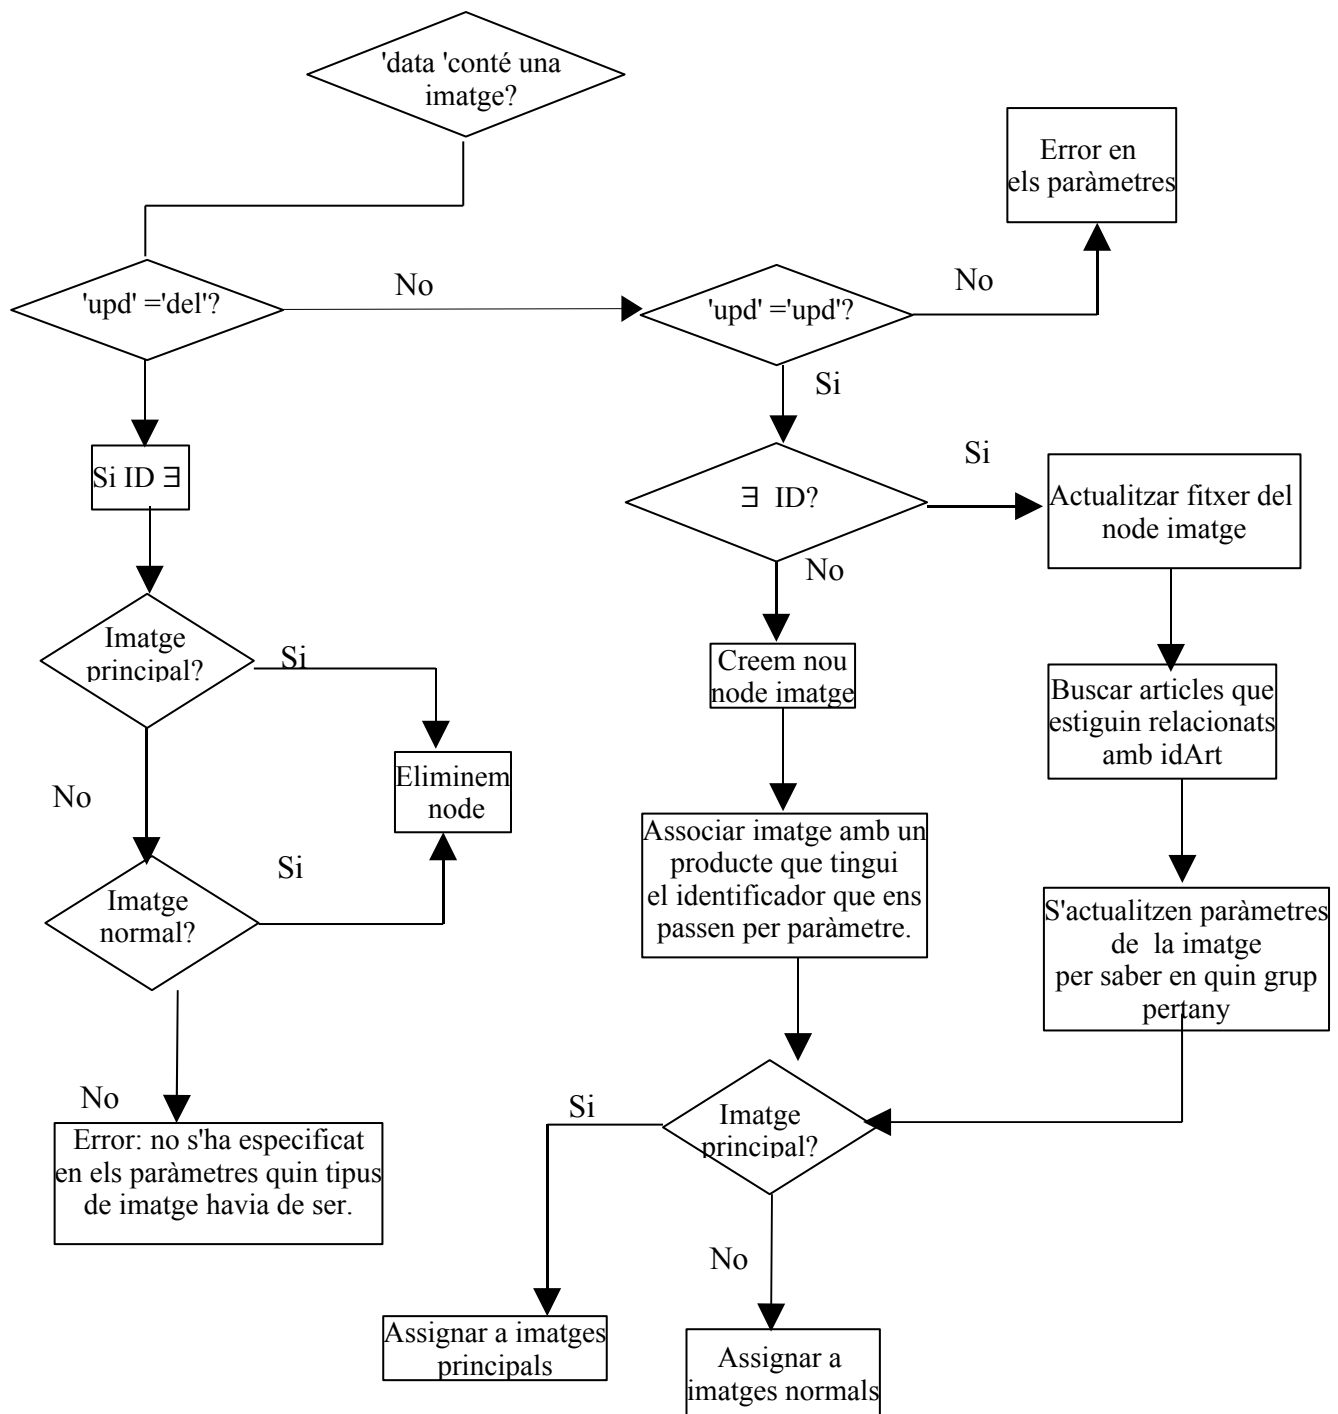 'data 'conté una
imatge?
Error en
els paràmetres
'upd' ='del'?
No
'upd' ='upd'?
No
Si
Si ID ∃
∃ ID?
Si
Actualitzar fitxer del
node imatge
No
Imatge
principal?
Si
Creem nou
node imatge
Buscar articles que
estiguin relacionats
amb idArt
Eliminem
node
No
Associar imatge amb un
producte que tingui
el identificador que ens
passen per paràmetre.
Imatge
normal?
Si
S'actualitzen paràmetres
de la imatge
per saber en quin grup
pertany
No
Error: no s'ha especificat
en els paràmetres quin tipus
de imatge havia de ser.
Imatge
principal?
Si
No
Assignar a imatges
principals
Assignar a
imatges normals